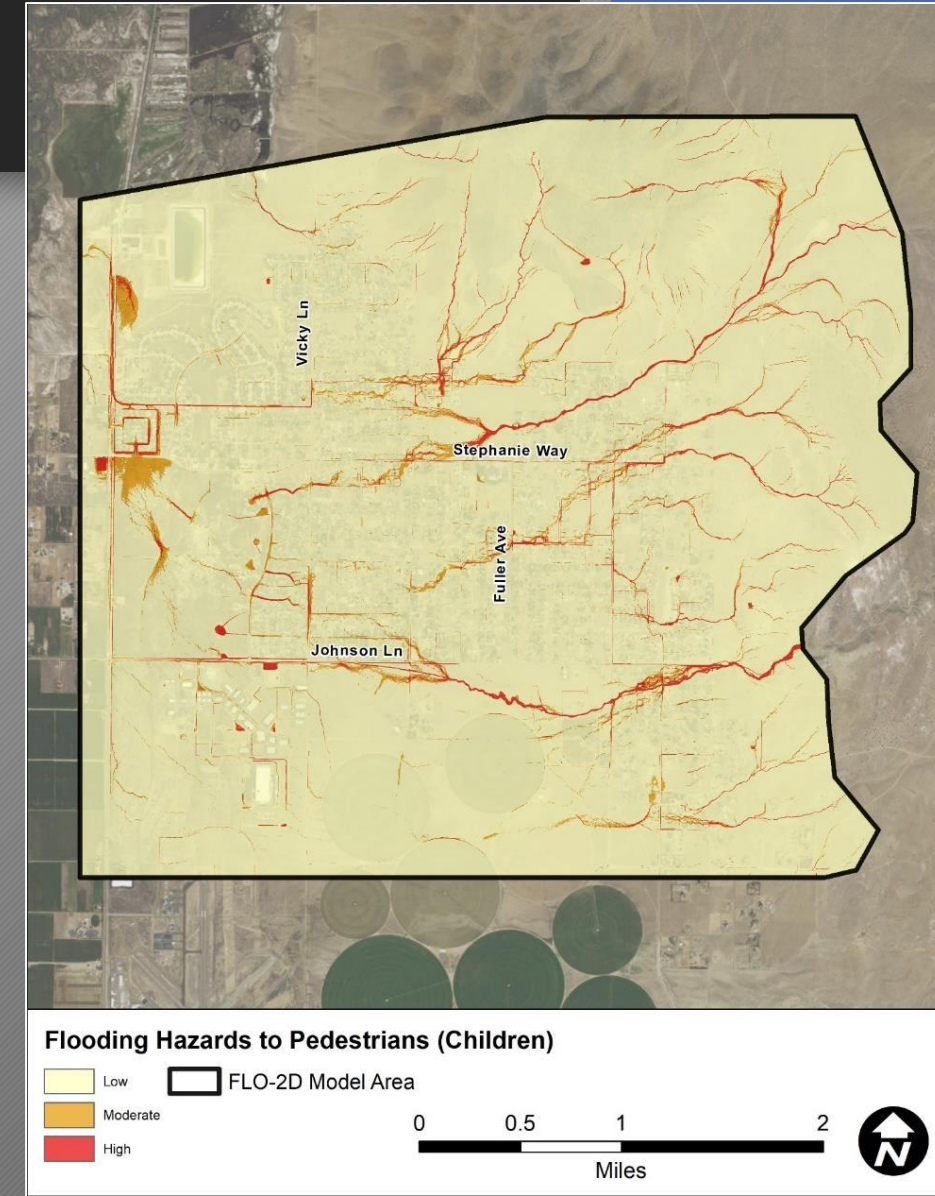 Vicky Ln
Stephanie Way
Fuller Ave
Johnson Ln
Flooding Hazards to Pedestrians (Children)
Low
FLO-2D Model Area
Moderate
High
0 0.5 1 2
Miles
N